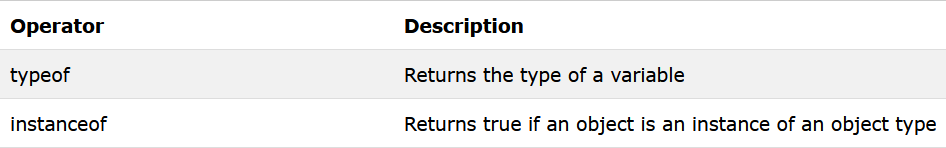 Operator Description
typeof Returns the type of a variable
instanceof Returns true if an object is an instance of an object type